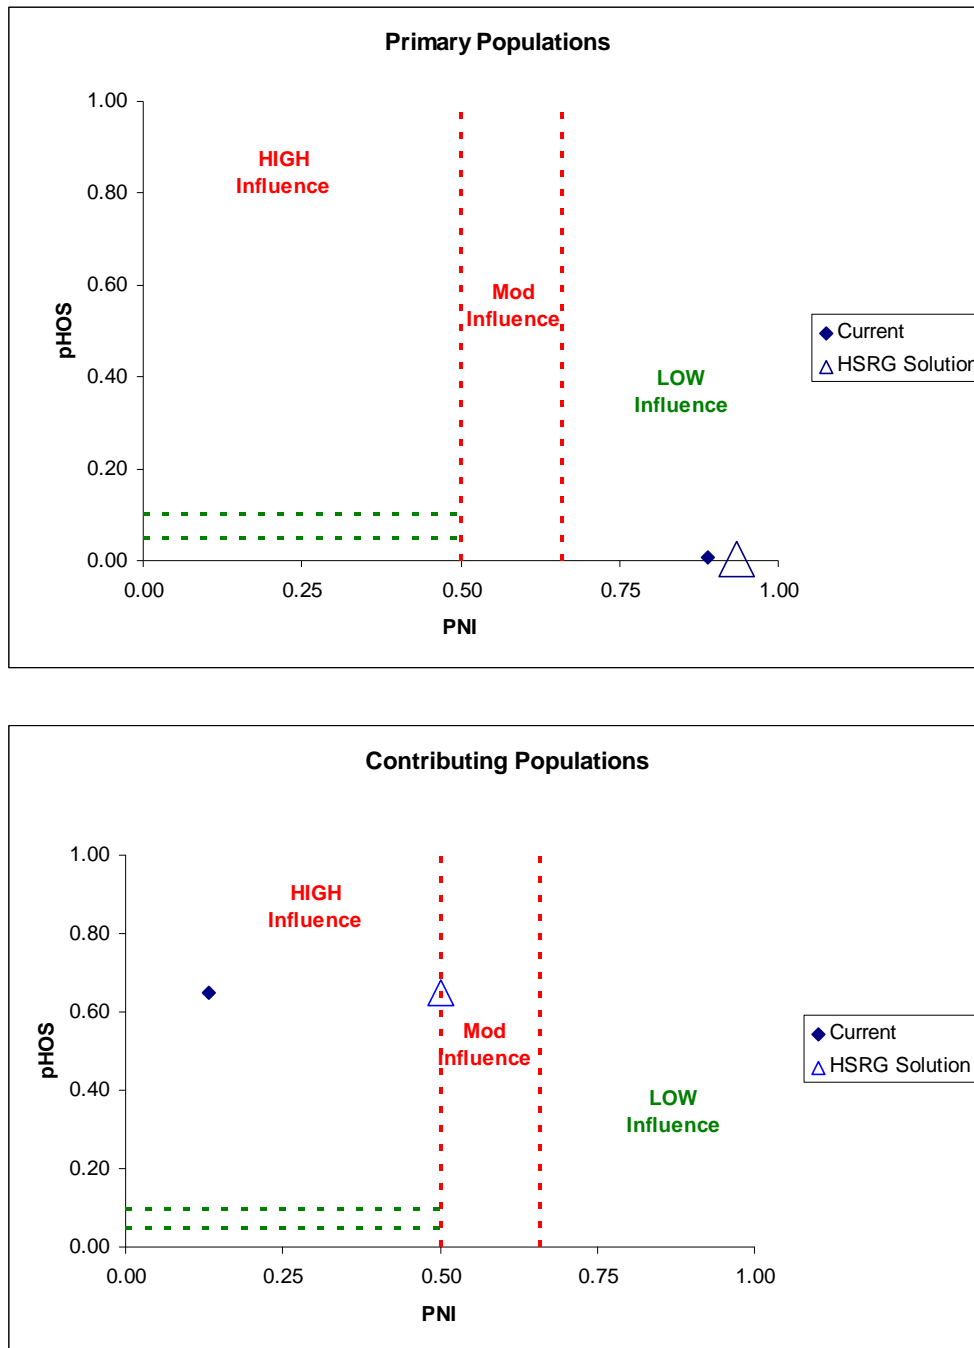 Primary Populations
1.00
HIGH
Influence
0.80
0.60
Mod
Influence
pHOS
Current
HSRG Solution
0.40
LOW
Influence
0.20
0.00
0.00 0.25 0.50 0.75 1.00
PNI
Contributing Populations
1.00
HIGH
Influence
0.80
0.60
Mod
Influence
pHOS
Current
HSRG Solution
0.40
LOW
Influence
0.20
0.00
0.00 0.25 0.50 0.75 1.00
PNI